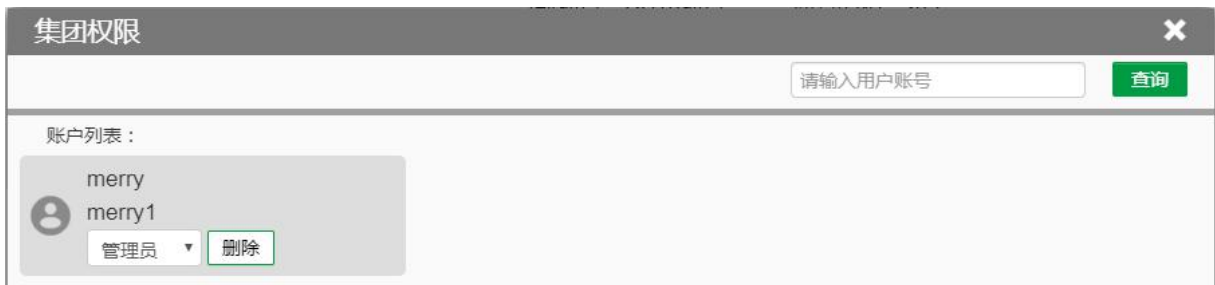 集团权限
请输入用户账号
查询
账户列表：
merry
merry1
管理员
删除